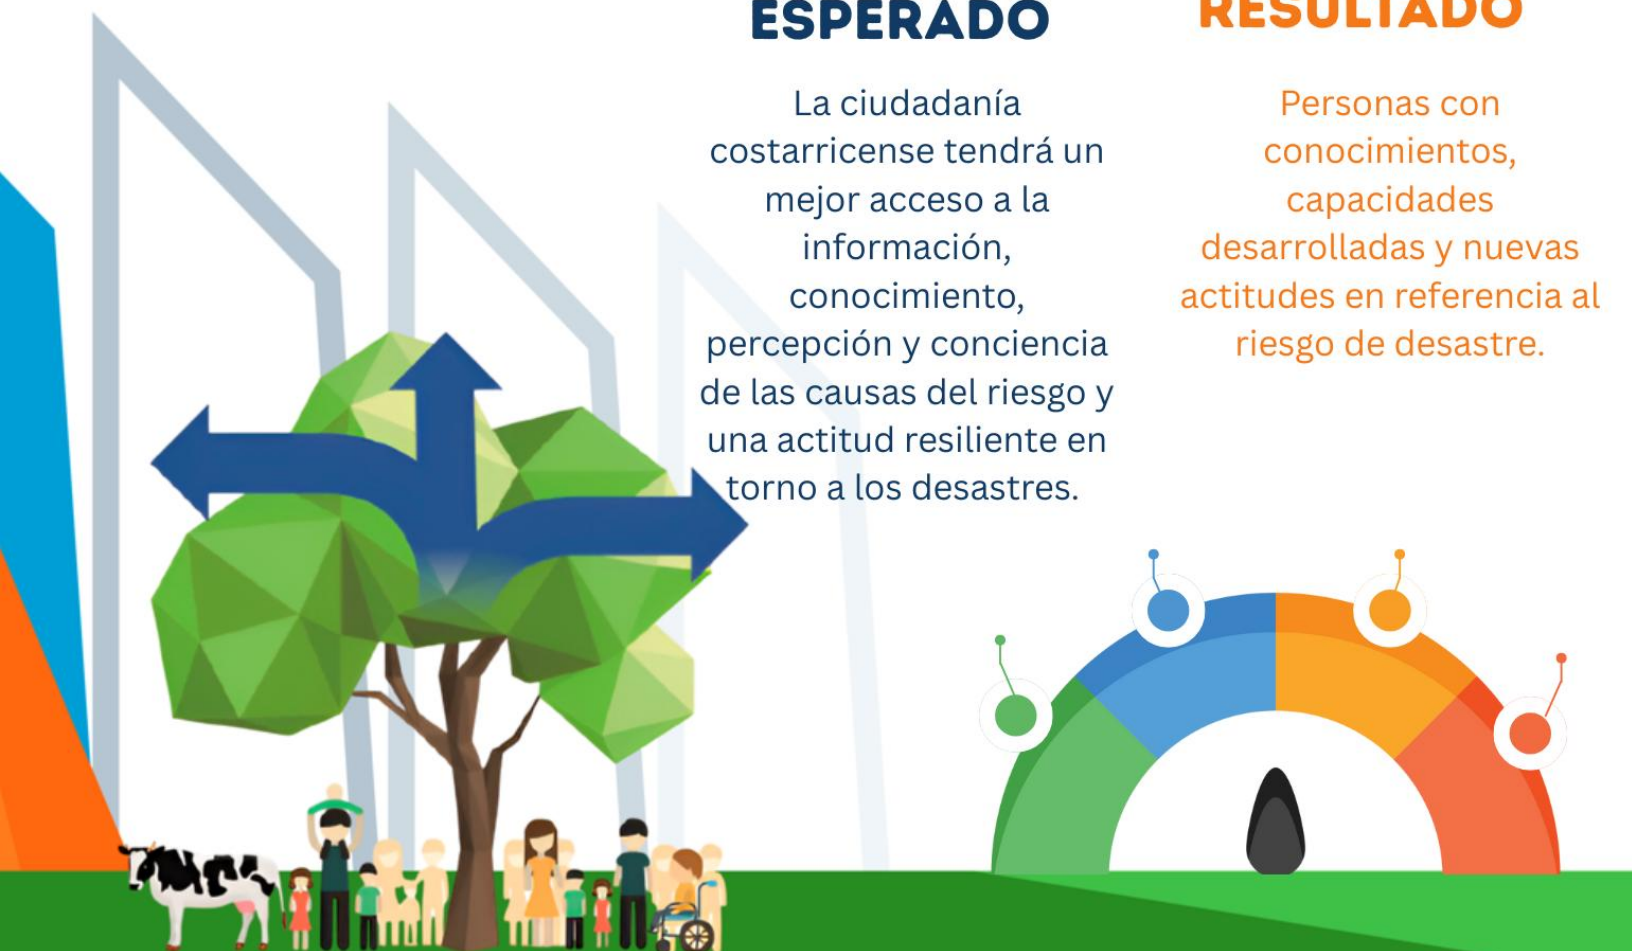 ESPERADO
La ciudadanía
costarricense tendrá un
mejor acceso a la
información,
conocimiento,
percepción y conciencia
de las causas del riesgo y
una actitud resiliente en
torno a los desastres.
RESULTADO
Personas con
conocimientos,
capacidades
desarrolladas y nuevas
actitudes en referencia al
riesgo de desastre.